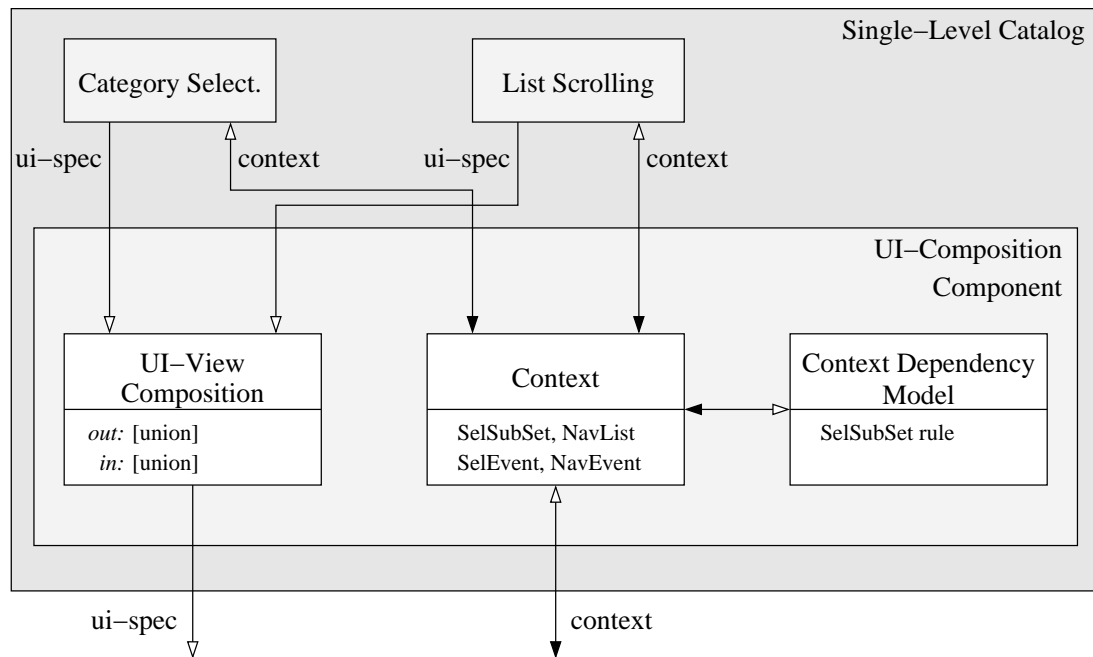 Single−Level Catalog
Category Select.
List Scrolling
ui−spec
context
ui−spec
context
UI−Composition
Component
UI−View
Composition
out: [union]
in: [union]
Context
SelSubSet, NavList
SelEvent, NavEvent
Context Dependency
Model
SelSubSet rule
ui−spec
context